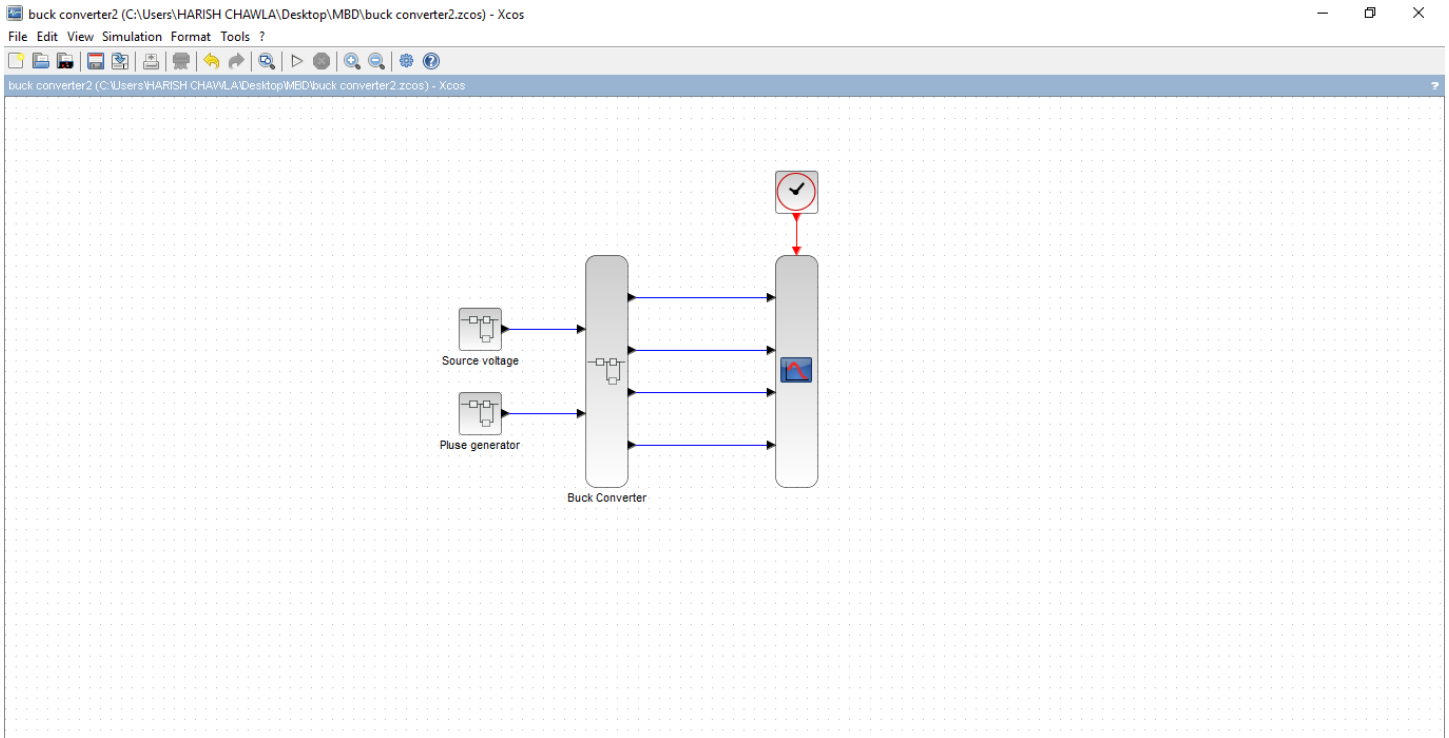 buck converter2 (C:\Users\HARISH CHAWLA\Desktop\MBD\buck converter2.zcos) - Xcos
File Edit View Simulation Format Tools ?
buck converter2 (C:\Users\HARISH CHAWLA\Desktop\MBD\buck converter2.zcos) - Xcos
?
Source voltage
Pluse generator
Buck Converter